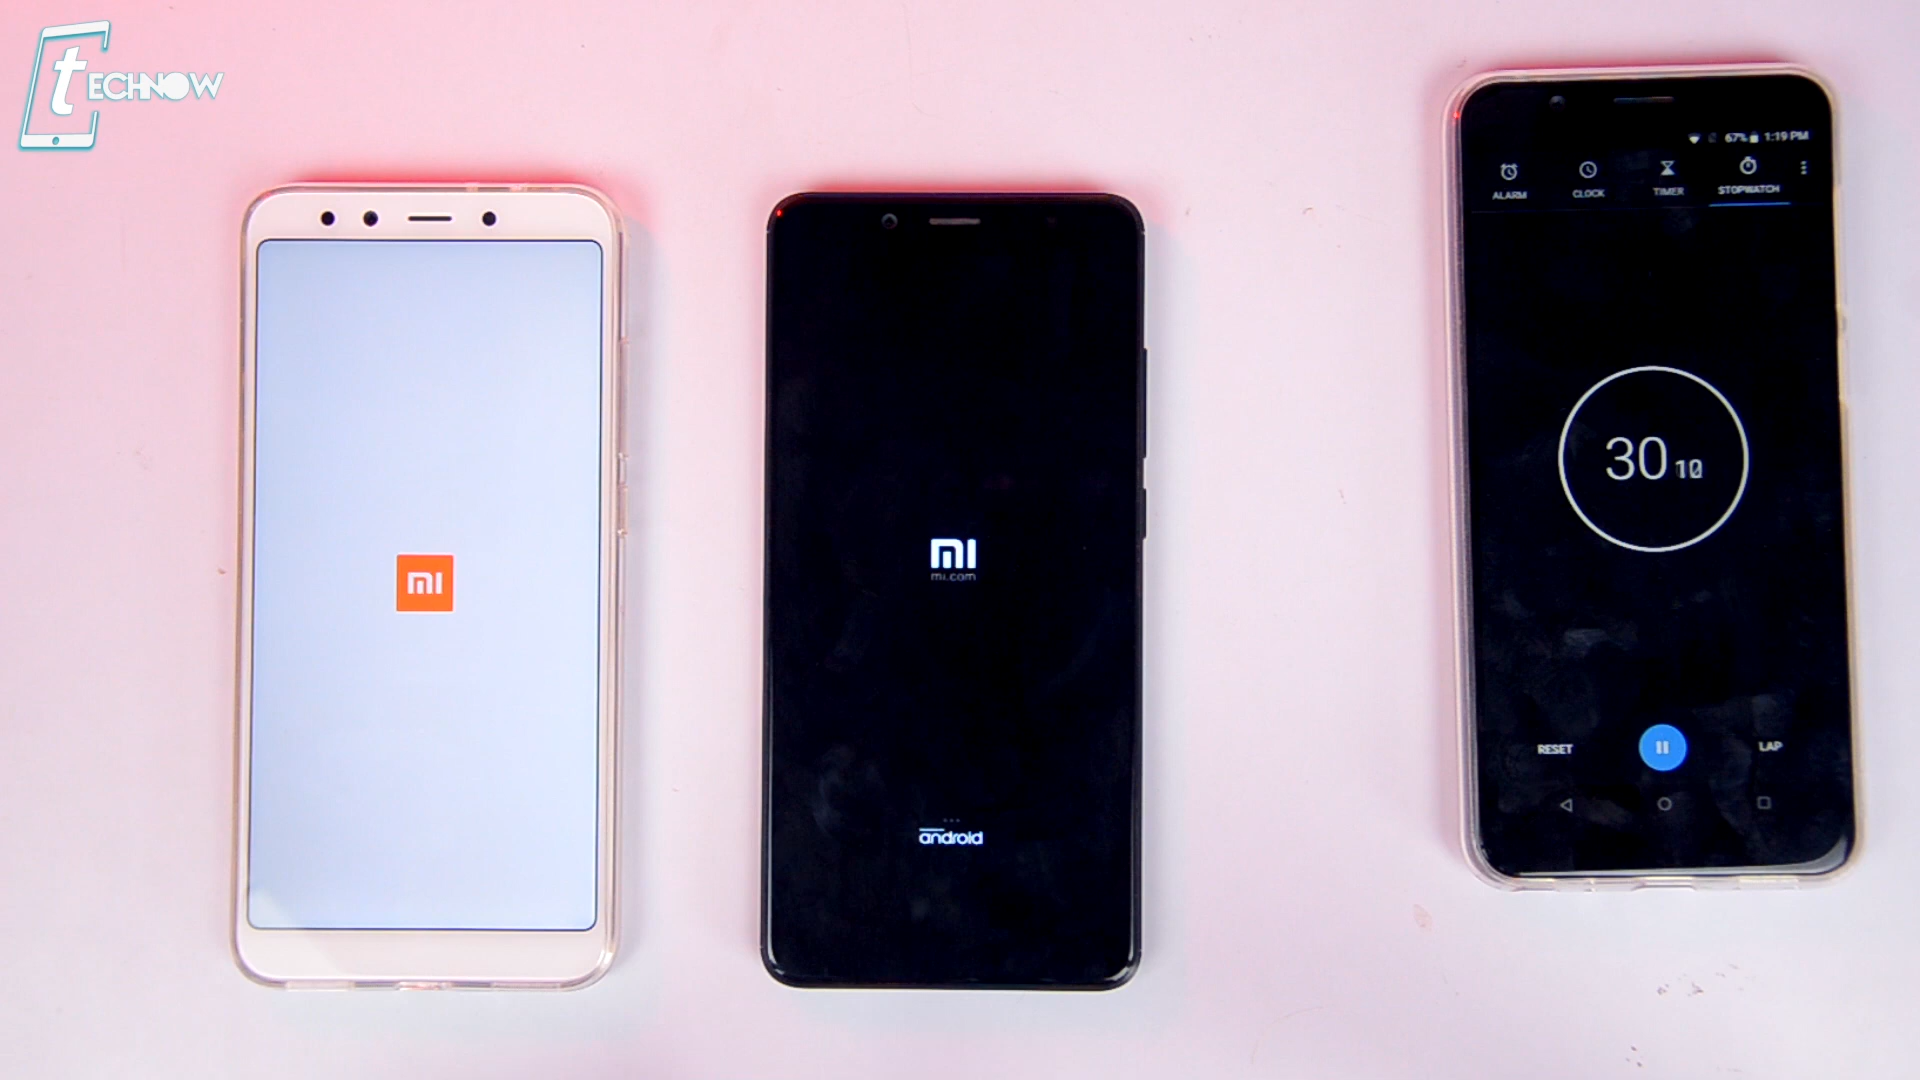 tECHNOW
67% 1:19 PM
ALARM CLOCK TIMER STOPWATCH
30 10
RESET LAP
mi
mi
mi.com
android